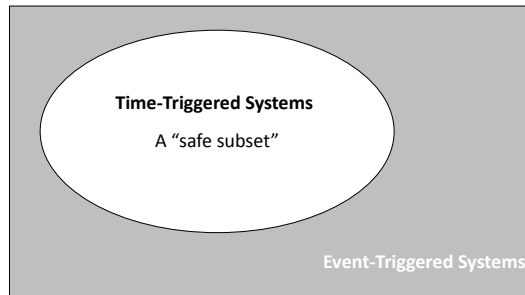 Time-Triggered Systems
A “safe subset”
Event-Triggered Systems